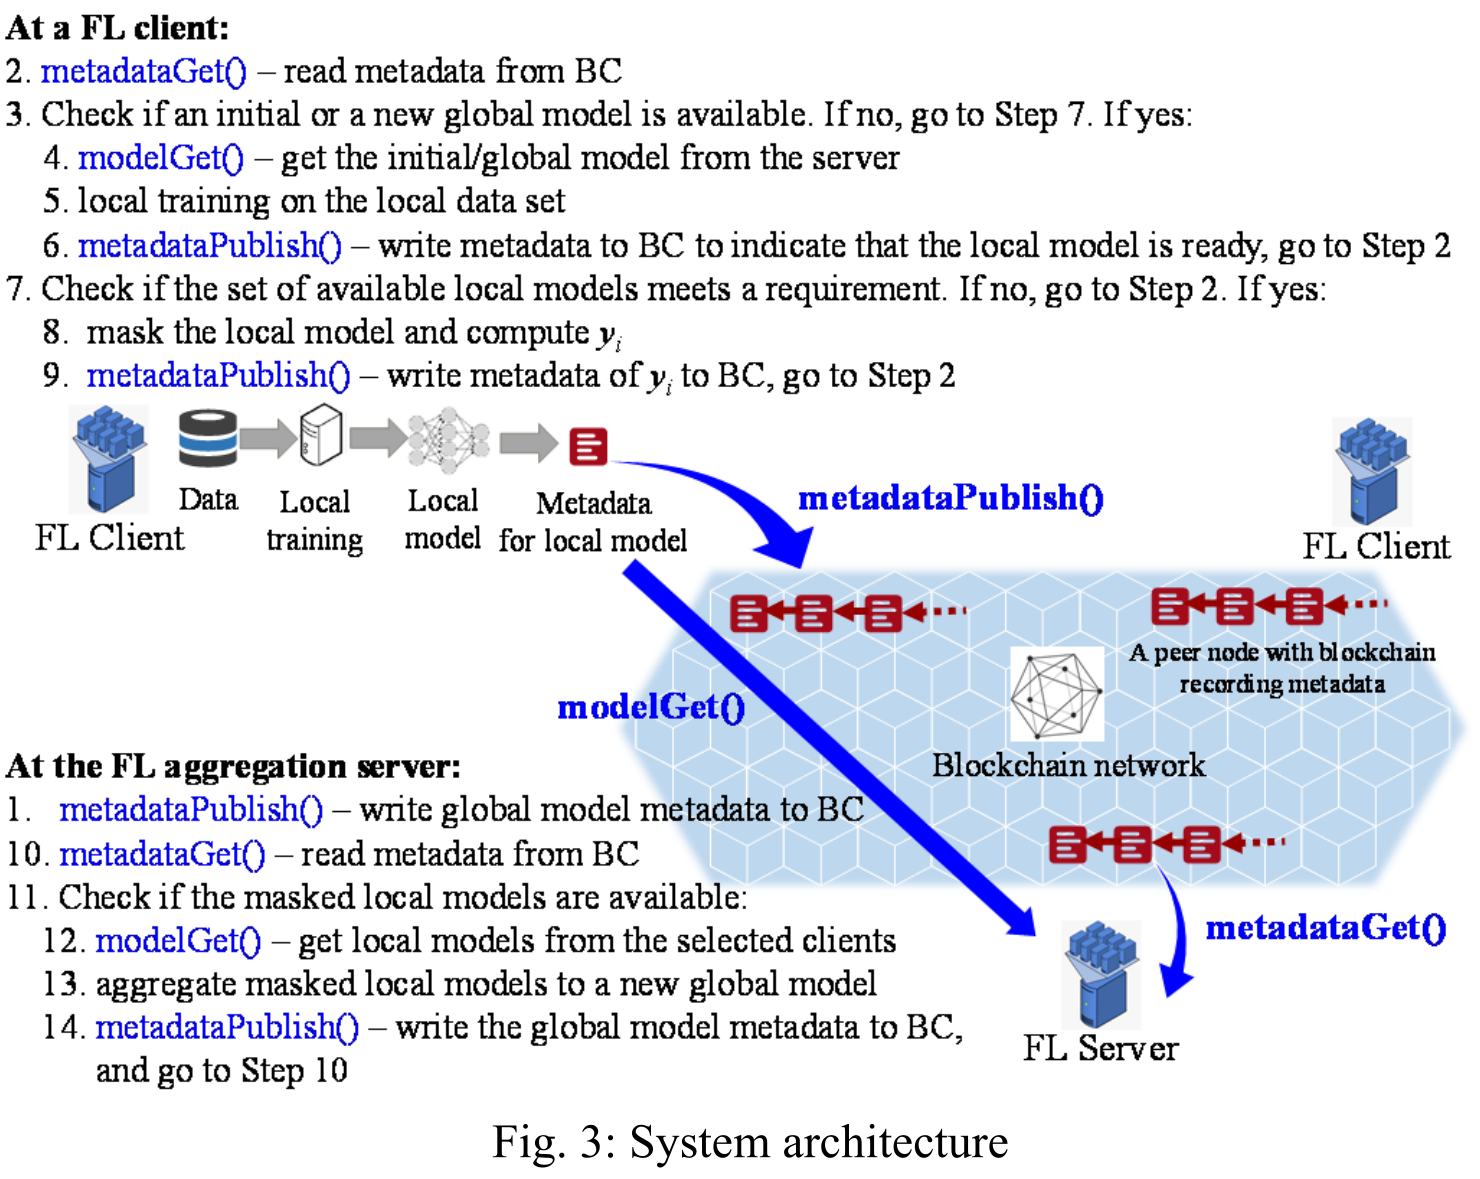 At a FL client:
2. metadataGet() – read metadata from BC
3. Check if an initial or a new global model is available. If no, go to Step 7. If yes:
4. modelGet() – get the initial/global model from the server
5. local training on the local data set
6. metadataPublish() – write metadata to BC to indicate that the local model is ready, go to Step 2
7. Check if the set of available local models meets a requirement. If no, go to Step 2. If yes:
8. mask the local model and compute yᵢ
9. metadataPublish() – write metadata of yᵢ to BC, go to Step 2
FL Client
Data
Local
training
Local
model
Metadata
for local model
metadataPublish()
FL Client
A peer node with blockchain
recording metadata
modelGet()
Blockchain network
At the FL aggregation server:
1. metadataPublish() – write global model metadata to BC
10. metadataGet() – read metadata from BC
11. Check if the masked local models are available:
12. modelGet() – get local models from the selected clients
13. aggregate masked local models to a new global model
14. metadataPublish() – write the global model metadata to BC,
and go to Step 10
metadataGet()
FL Server
Fig. 3: System architecture